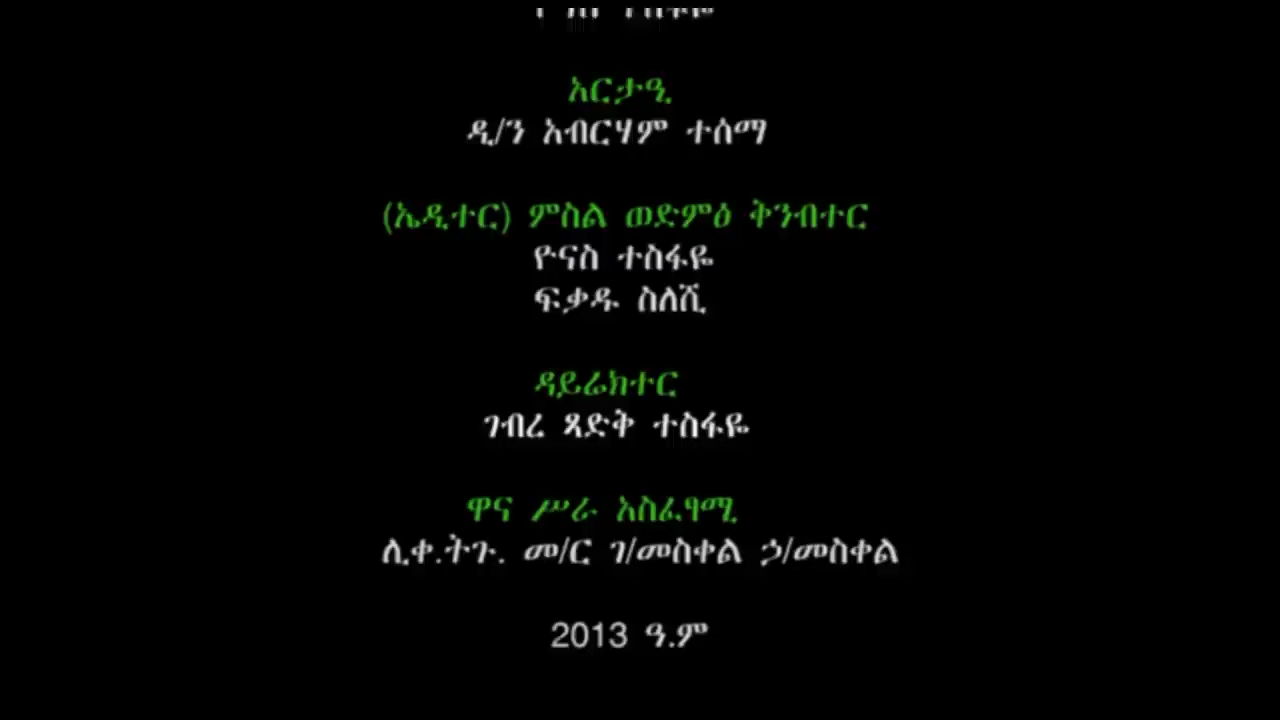 አርታዒ
ዲ/ን አብርሃም ተሰማ
(ኤዲተር) ምስል ወድምፅ ቅንብተር
ዮናስ ተስፋዬ
ፍቃዱ ስለሺ
ዳይሬክተር
ገብረ ጻድቅ ተስፋዬ
ዋና ሥራ አስፈፃሚ
ሊቀ.ትጉ. መ/ር ገ/መስቀል ኃ/መስቀል
2013 ዓ.ም